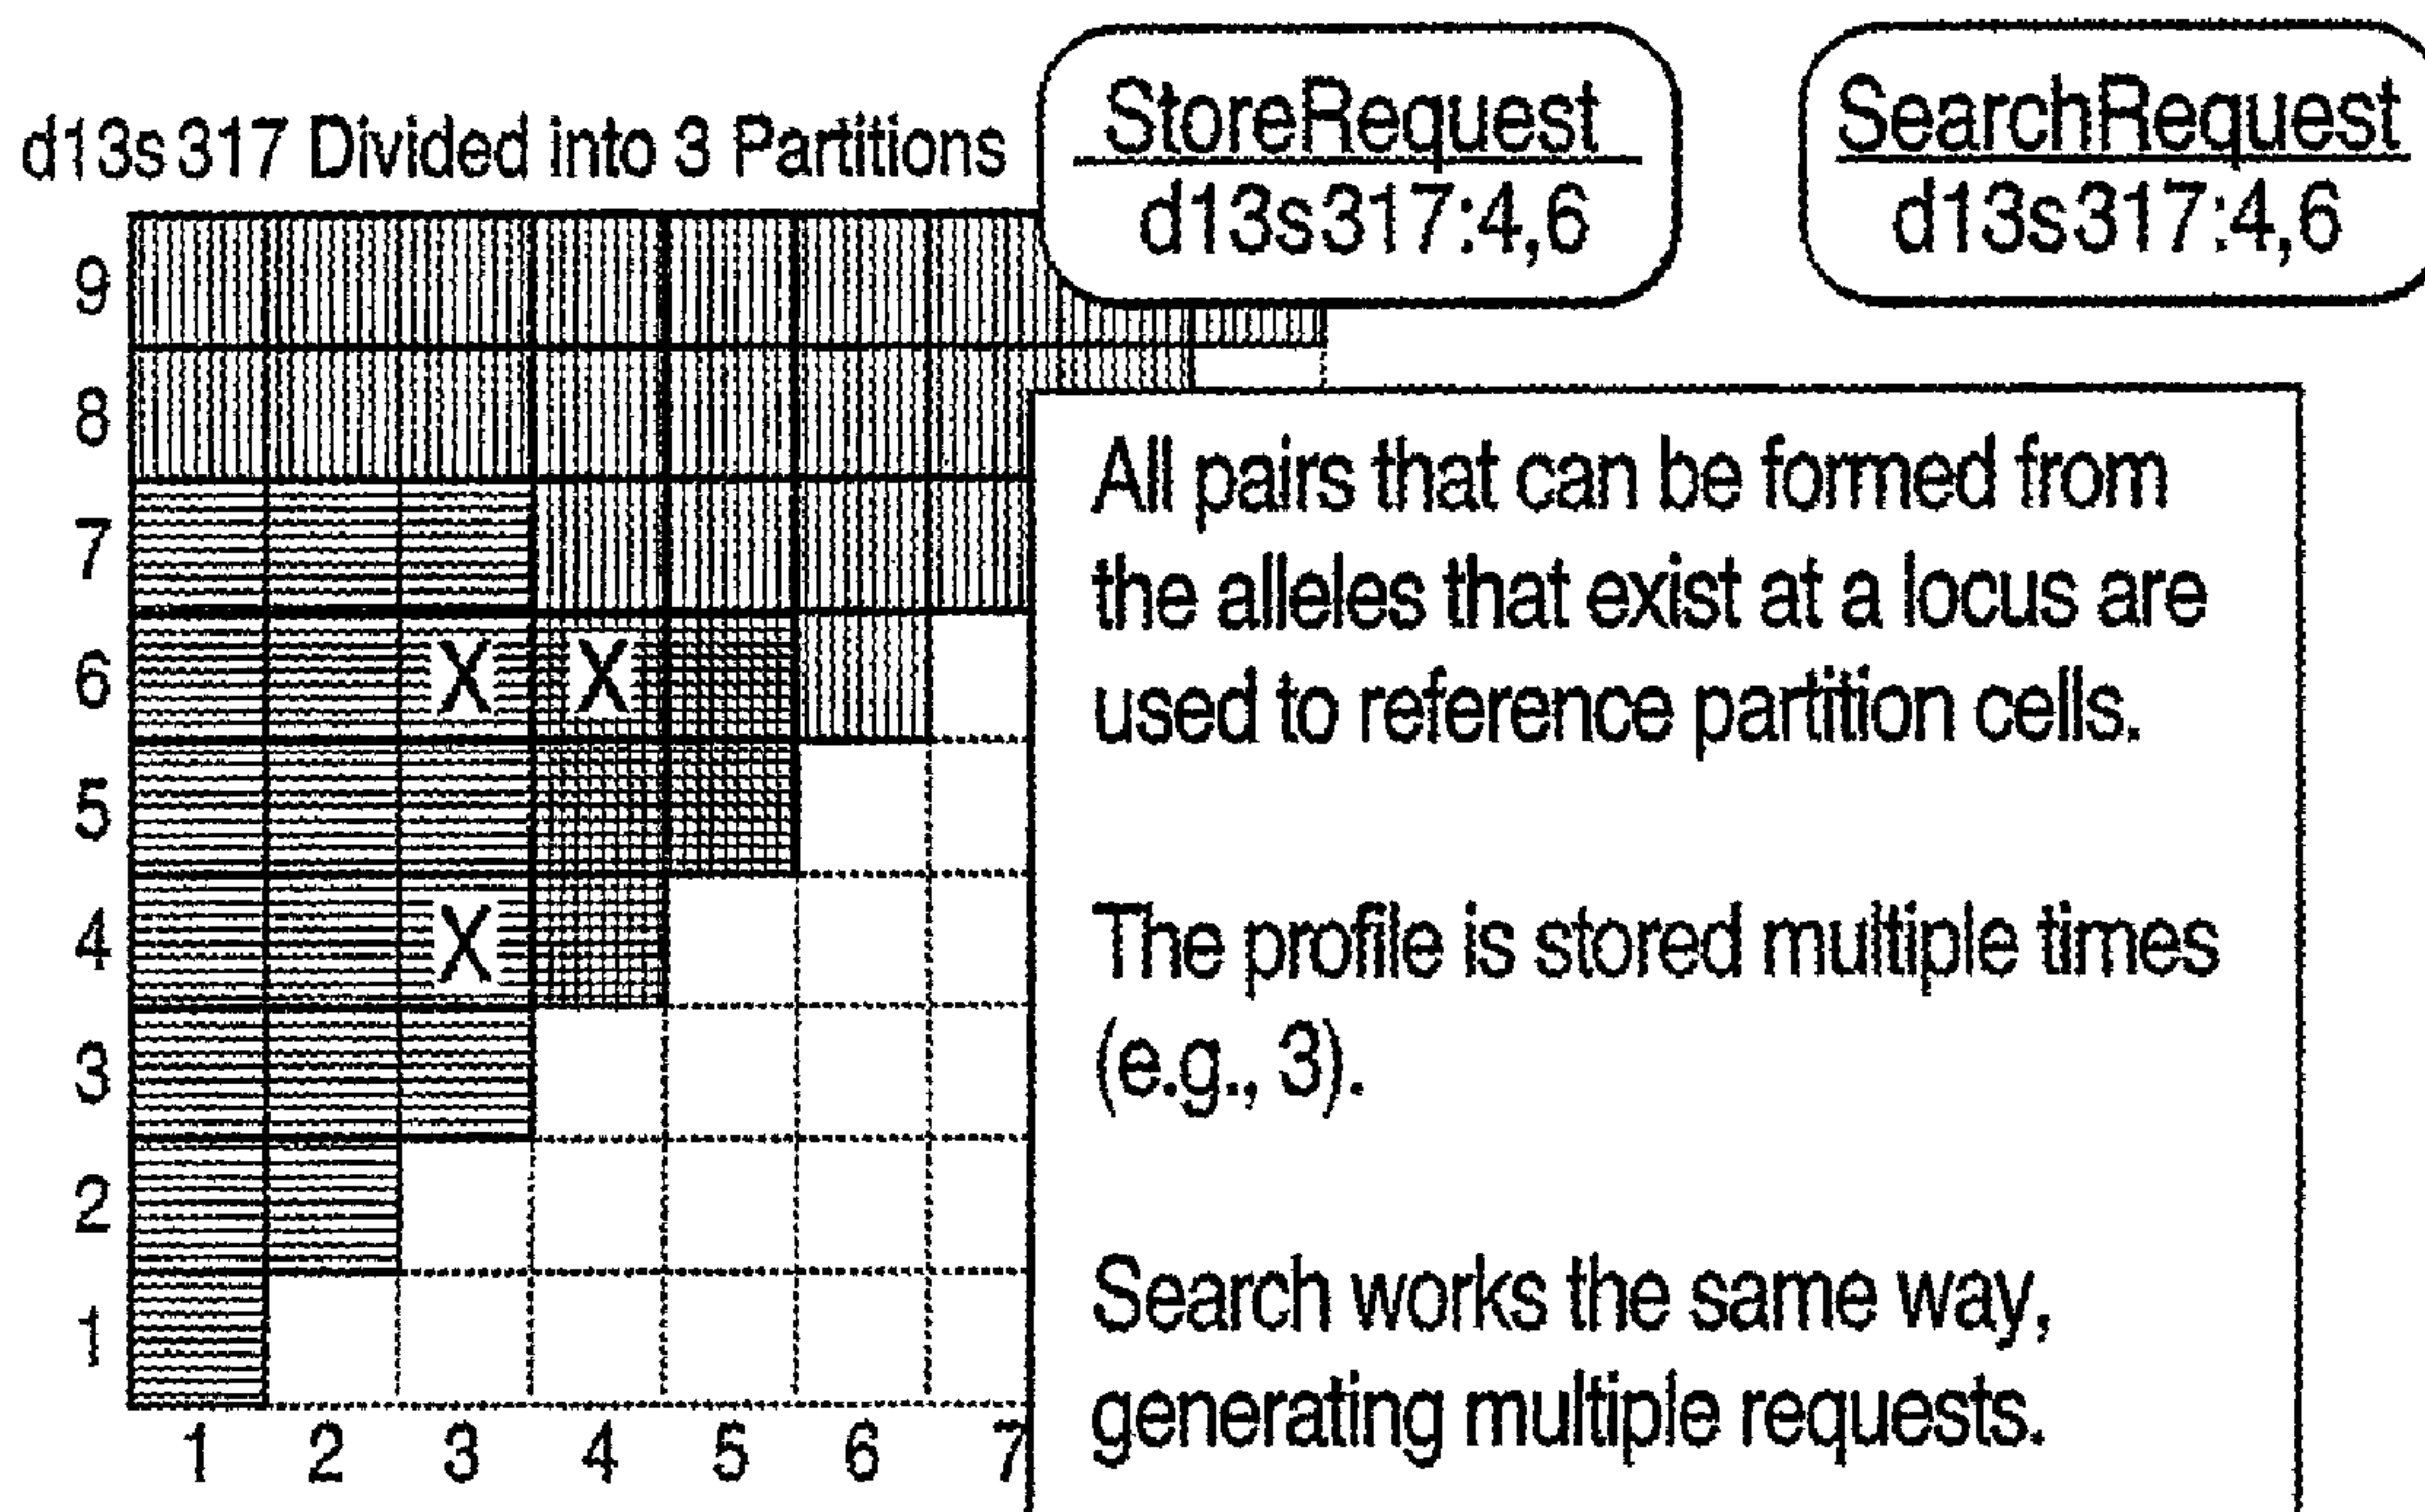 d13s317 Divided into 3 Partitions
StoreRequest
d13s317:4,6
SearchRequest
d13s317:4,6
9
8
7
6 X X
5
4 X
3
2
1
1 2 3 4 5 6 7
All pairs that can be formed from
the alleles that exist at a locus are
used to reference partition cells.
The profile is stored multiple times
(e.g., 3).
Search works the same way,
generating multiple requests.